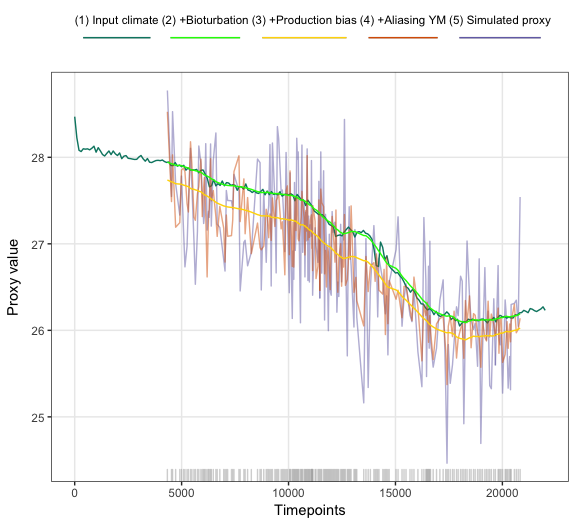 (1) Input climate (2) +Bioturbation (3) +Production bias (4) +Aliasing YM (5) Simulated proxy
28
27
26
25
Proxy value
0 5000 10000 15000 20000
Timepoints